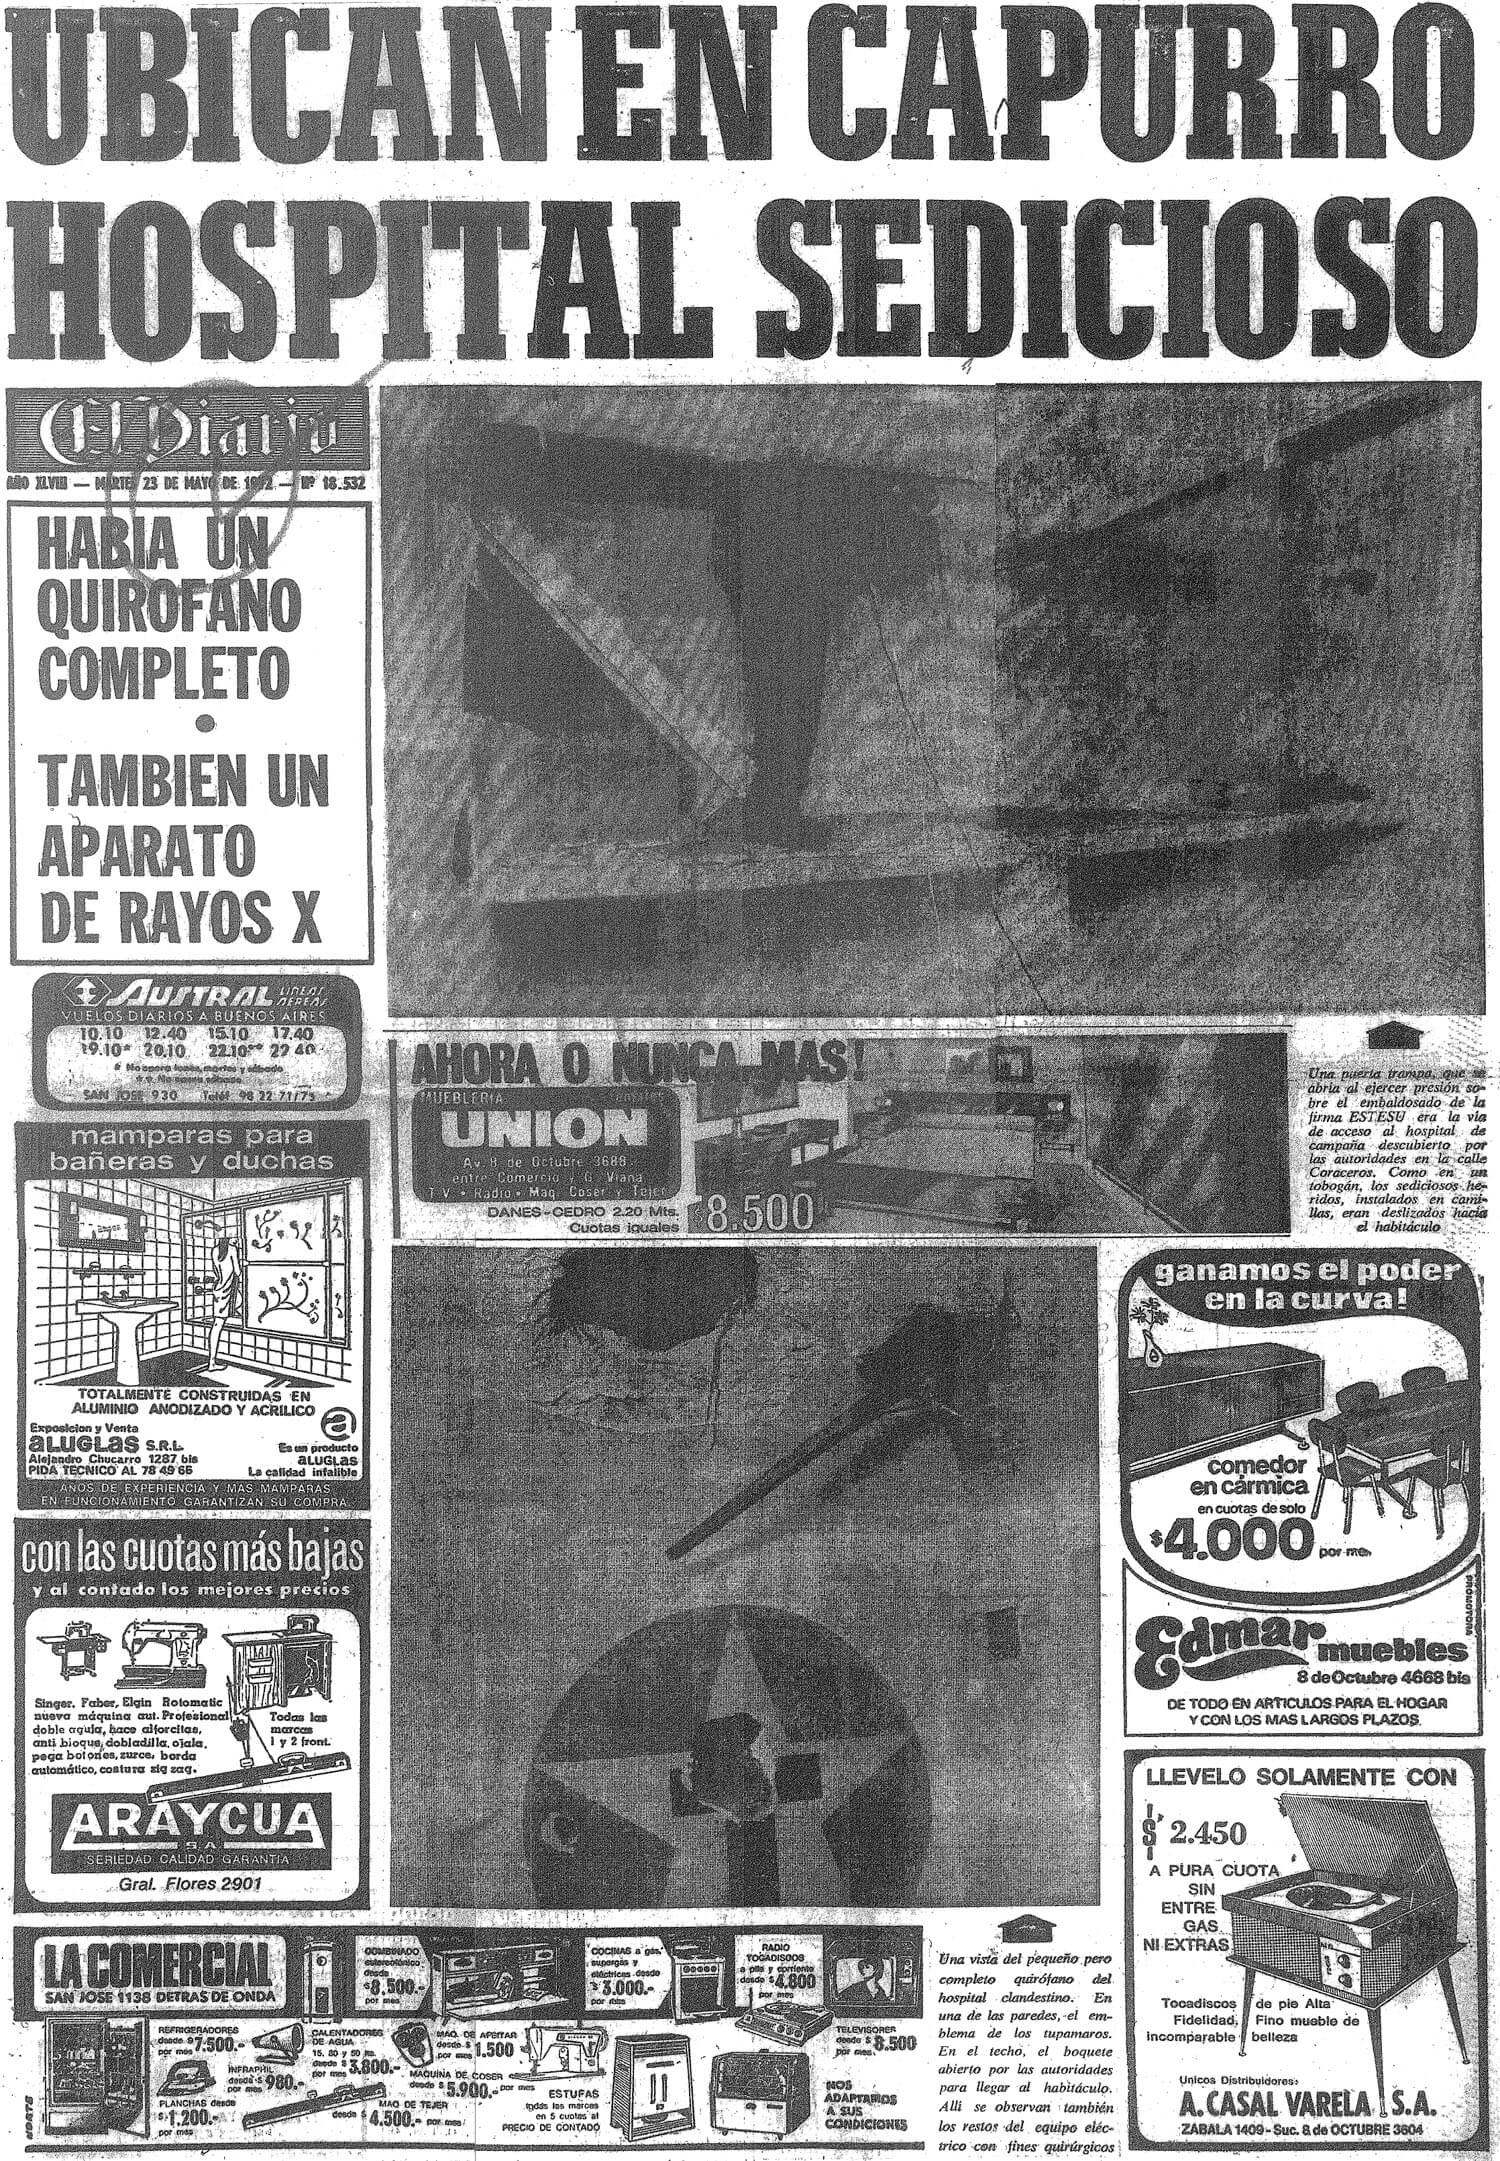 UBICAN EN CAPURRO
HOSPITAL SEDICIOSO
El Diario
AÑO XLVIII — MARTES 23 DE MAYO DE 1972 — Nº 18.532
HABIA UN
QUIROFANO
COMPLETO
•
TAMBIEN UN
APARATO
DE RAYOS X
AUSTRAL LINEAS AEREAS
VUELOS DIARIOS A BUENOS AIRES
10.10 12.40 15.10 17.40
19.10* 20.10 22.10** 22 40
* No opera lunes, martes y sábado
** No opera sábado
SAN JOSE 930 Teléf 98 22 71/75
AHORA O NUNCA MAS!
MUEBLERIA
UNION
Av 8 de Octubre 3688
entre Comercio y G Viana
T V • Radio • Maq Coser y Tejer
DANES-CEDRO 2.20 Mts.
Cuotas iguales
$8.500
Una puerta trampa, que se
abría al ejercer presión so-
bre el embaldosado de la
firma ESTESU era la vía
de acceso al hospital de
campaña descubierto por
las autoridades en la calle
Coraceros. Como en un
tobogán, los sediciosos he-
ridos, instalados en cami-
llas, eran deslizados hacia
el habitáculo
mamparas para
bañeras y duchas
TOTALMENTE CONSTRUIDAS EN
ALUMINIO ANODIZADO Y ACRILICO
Exposicion y Venta
aLUGLas S.R.L.
Alejandro Chucarro 1287 bis
PIDA TECNICO AL 78 49 65
a
Es un producto
aLUGLas
La calidad infalible
AÑOS DE EXPERIENCIA Y MAS MAMPARAS
EN FUNCIONAMIENTO GARANTIZAN SU COMPRA
ganamos el poder
en la curva!
comedor
en cármica
en cuotas de solo
$4.000 por mes
PROMOTORA
Edmar muebles
8 de Octubre 4668 bis
DE TODO EN ARTICULOS PARA EL HOGAR
Y CON LOS MAS LARGOS PLAZOS
con las cuotas más bajas
y al contado los mejores precios
Singer, Faber, Elgin Rotomatic
nueva máquina aut. Profesional
doble aguja, hace alforcitas,
anti bioque, dobladilla, ojala,
pega botones, zurce, borda
automático, costura zig zag.
Todas las
marcas
1 y 2 front.
ARAYCUA
S.A.
SERIEDAD CALIDAD GARANTIA
Gral. Flores 2901
LLEVELO SOLAMENTE CON
$ 2.450
A PURA CUOTA
SIN
ENTRE
GAS
NI EXTRAS
Tocadiscos de pie Alta
Fidelidad, Fino mueble de
incomparable belleza
Unicos Distribuidores:
A. CASAL VARELA S.A.
ZABALA 1409 - Suc. 8 de OCTUBRE 3604
LA COMERCIAL
SAN JOSE 1138 DETRAS DE ONDA
COMBINADO
estereofónico
desde
$8.500.-
por mes
COCINAS a gas,
supergas y
eléctricas desde
$3.000.-
por mes
RADIO
TOCADISCOS
a pila y corriente
desde $4.800
por mes
REFRIGERADORES
desde $7.500.-
por mes
INFRAPHIL
desde $980.-
por mes
PLANCHAS desde
$1.200.-
por mes
CALENTADORES
DE AGUA
15, 30 y 50 lts.
desde $3.800.-
por mes
MAQ. DE AFEITAR
desde $1.500
por mes
MAQUINA DE COSER
desde $5.900.- por mes
MAQ DE TEJER
desde $4.500.- por mes
ESTUFAS
todas las marcas
en 5 cuotas al
PRECIO DE CONTADO
TELEVISORES
desde $8.500
por mes
NOS
ADAPTAMOS
A SUS
CONDICIONES
NORTE
Una vista del pequeño pero
completo quirófano del
hospital clandestino. En
una de las paredes, el em-
blema de los tupamaros.
En el techo, el boquete
abierto por las autoridades
para llegar al habitáculo.
Allí se observan también
los restos del equipo eléc-
trico con fines quirúrgicos